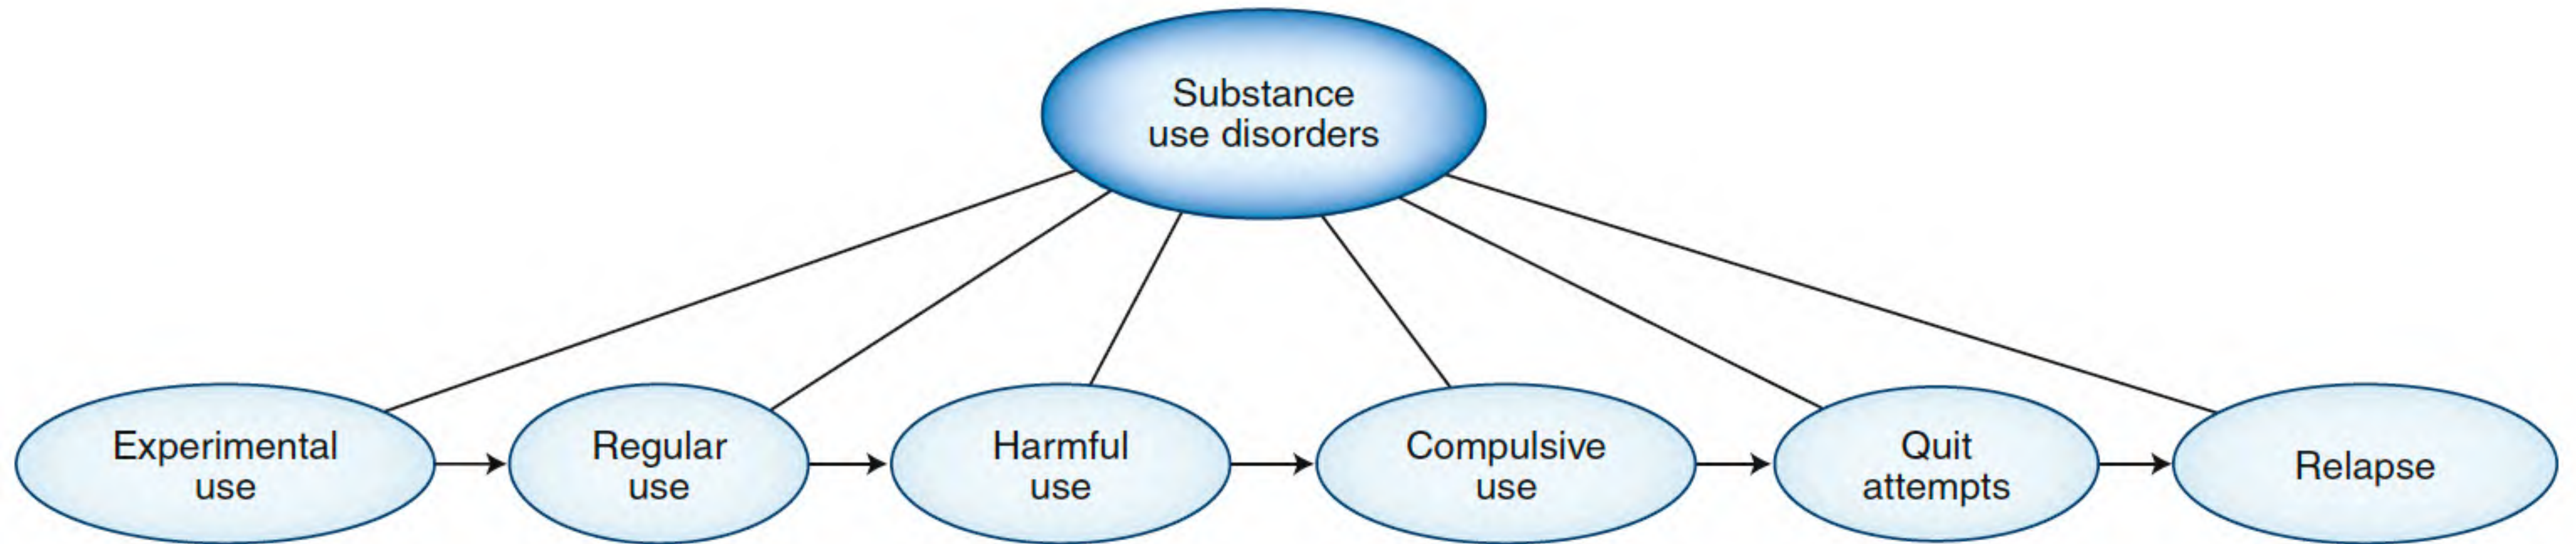 Substance
use disorders
Experimental
use
Regular
use
Harmful
use
Compulsive
use
Quit
attempts
Relapse